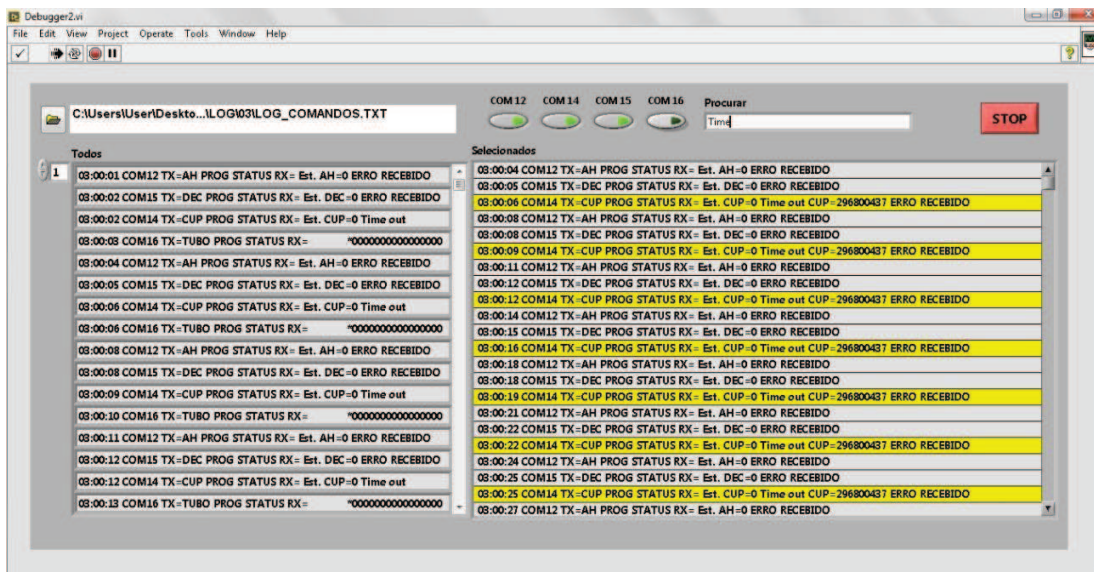 Debugger2.vi
File Edit View Project Operate Tools Window Help
COM 12 COM 14 COM 15 COM 16 Procurar
C:\Users\User\Deskto...\LOG\03\LOG_COMANDOS.TXT
Time
STOP
Todos
1
03:00:01 COM12 TX=AH PROG STATUS RX= Est. AH=0 ERRO RECEBIDO
03:00:02 COM15 TX=DEC PROG STATUS RX= Est. DEC=0 ERRO RECEBIDO
03:00:02 COM14 TX=CUP PROG STATUS RX= Est. CUP=0 Time out
03:00:03 COM16 TX=TUBO PROG STATUS RX= *0000000000000000
03:00:04 COM12 TX=AH PROG STATUS RX= Est. AH=0 ERRO RECEBIDO
03:00:05 COM15 TX=DEC PROG STATUS RX= Est. DEC=0 ERRO RECEBIDO
03:00:06 COM14 TX=CUP PROG STATUS RX= Est. CUP=0 Time out
03:00:06 COM16 TX=TUBO PROG STATUS RX= *0000000000000000
03:00:08 COM12 TX=AH PROG STATUS RX= Est. AH=0 ERRO RECEBIDO
03:00:08 COM15 TX=DEC PROG STATUS RX= Est. DEC=0 ERRO RECEBIDO
03:00:09 COM14 TX=CUP PROG STATUS RX= Est. CUP=0 Time out
03:00:10 COM16 TX=TUBO PROG STATUS RX= *0000000000000000
03:00:11 COM12 TX=AH PROG STATUS RX= Est. AH=0 ERRO RECEBIDO
03:00:12 COM15 TX=DEC PROG STATUS RX= Est. DEC=0 ERRO RECEBIDO
03:00:12 COM14 TX=CUP PROG STATUS RX= Est. CUP=0 Time out
03:00:13 COM16 TX=TUBO PROG STATUS RX= *0000000000000000
Selecionados
03:00:04 COM12 TX=AH PROG STATUS RX= Est. AH=0 ERRO RECEBIDO
03:00:05 COM15 TX=DEC PROG STATUS RX= Est. DEC=0 ERRO RECEBIDO
03:00:06 COM14 TX=CUP PROG STATUS RX= Est. CUP=0 Time out CUP=296800437 ERRO RECEBIDO
03:00:08 COM12 TX=AH PROG STATUS RX= Est. AH=0 ERRO RECEBIDO
03:00:08 COM15 TX=DEC PROG STATUS RX= Est. DEC=0 ERRO RECEBIDO
03:00:09 COM14 TX=CUP PROG STATUS RX= Est. CUP=0 Time out CUP=296800437 ERRO RECEBIDO
03:00:11 COM12 TX=AH PROG STATUS RX= Est. AH=0 ERRO RECEBIDO
03:00:12 COM15 TX=DEC PROG STATUS RX= Est. DEC=0 ERRO RECEBIDO
03:00:12 COM14 TX=CUP PROG STATUS RX= Est. CUP=0 Time out CUP=296800437 ERRO RECEBIDO
03:00:14 COM12 TX=AH PROG STATUS RX= Est. AH=0 ERRO RECEBIDO
03:00:15 COM15 TX=DEC PROG STATUS RX= Est. DEC=0 ERRO RECEBIDO
03:00:16 COM14 TX=CUP PROG STATUS RX= Est. CUP=0 Time out CUP=296800437 ERRO RECEBIDO
03:00:18 COM12 TX=AH PROG STATUS RX= Est. AH=0 ERRO RECEBIDO
03:00:18 COM15 TX=DEC PROG STATUS RX= Est. DEC=0 ERRO RECEBIDO
03:00:19 COM14 TX=CUP PROG STATUS RX= Est. CUP=0 Time out CUP=296800437 ERRO RECEBIDO
03:00:21 COM12 TX=AH PROG STATUS RX= Est. AH=0 ERRO RECEBIDO
03:00:22 COM15 TX=DEC PROG STATUS RX= Est. DEC=0 ERRO RECEBIDO
03:00:22 COM14 TX=CUP PROG STATUS RX= Est. CUP=0 Time out CUP=296800437 ERRO RECEBIDO
03:00:24 COM12 TX=AH PROG STATUS RX= Est. AH=0 ERRO RECEBIDO
03:00:25 COM15 TX=DEC PROG STATUS RX= Est. DEC=0 ERRO RECEBIDO
03:00:25 COM14 TX=CUP PROG STATUS RX= Est. CUP=0 Time out CUP=296800437 ERRO RECEBIDO
03:00:27 COM12 TX=AH PROG STATUS RX= Est. AH=0 ERRO RECEBIDO